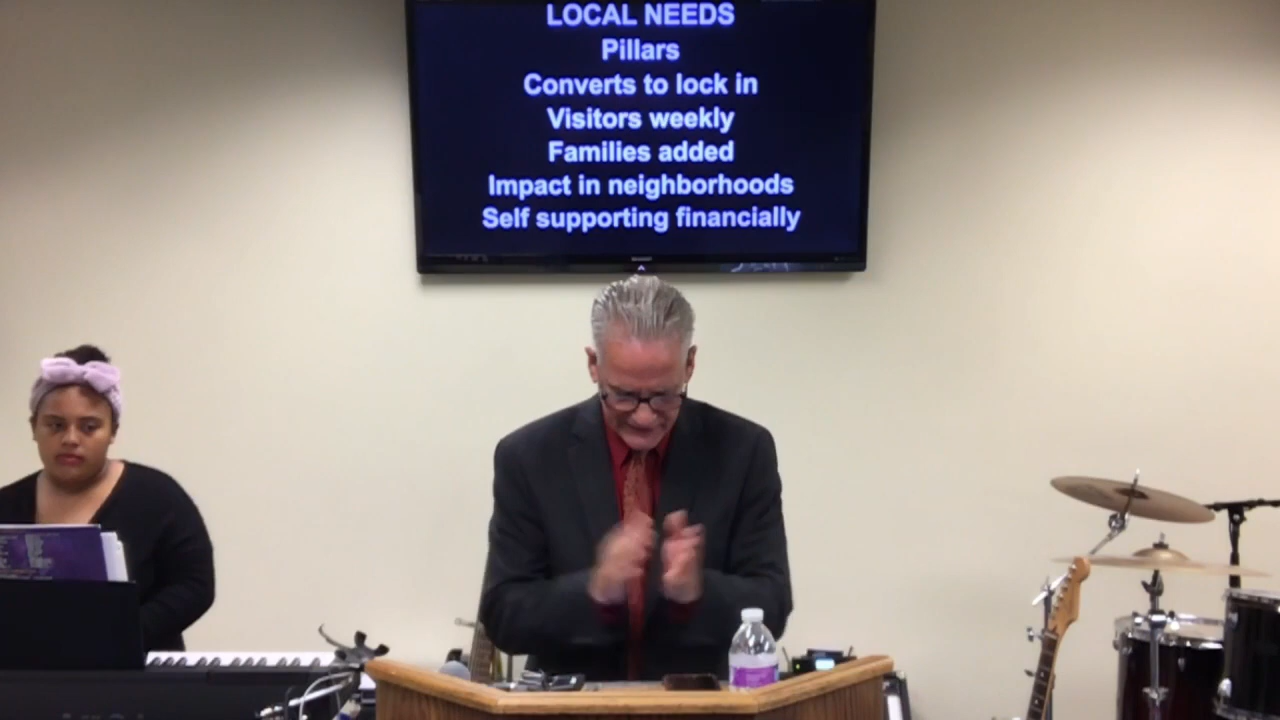 LOCAL NEEDS
Pillars
Converts to lock in
Visitors weekly
Families added
Impact in neighborhoods
Self supporting financially